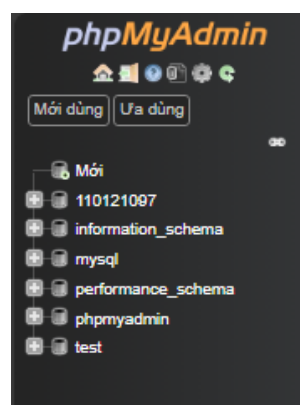 phpMyAdmin
Mới dùng Ưa dùng
Mới
110121097
information_schema
mysql
performance_schema
phpmyadmin
test